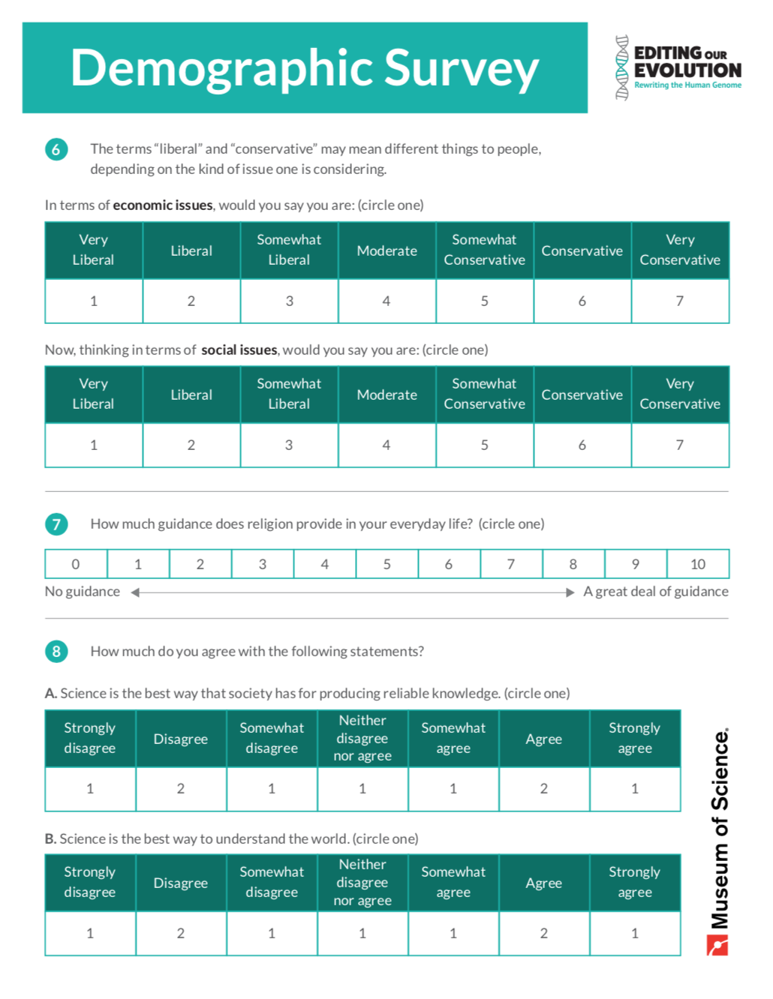 Demographic Survey
EDITING OUR
EVOLUTION
Rewriting the Human Genome
6 The terms “liberal” and “conservative” may mean different things to people,
depending on the kind of issue one is considering.
In terms of economic issues, would you say you are: (circle one)
Very Liberal | Liberal | Somewhat Liberal | Moderate | Somewhat Conservative | Conservative | Very Conservative
1 2 3 4 5 6 7
Now, thinking in terms of social issues, would you say you are: (circle one)
Very Liberal | Liberal | Somewhat Liberal | Moderate | Somewhat Conservative | Conservative | Very Conservative
1 2 3 4 5 6 7
7 How much guidance does religion provide in your everyday life? (circle one)
0 1 2 3 4 5 6 7 8 9 10
No guidance A great deal of guidance
8 How much do you agree with the following statements?
A. Science is the best way that society has for producing reliable knowledge. (circle one)
Strongly disagree | Disagree | Somewhat disagree | Neither disagree nor agree | Somewhat agree | Agree | Strongly agree
1 2 1 1 1 2 1
B. Science is the best way to understand the world. (circle one)
Strongly disagree | Disagree | Somewhat disagree | Neither disagree nor agree | Somewhat agree | Agree | Strongly agree
1 2 1 1 1 2 1
Museum of Science.